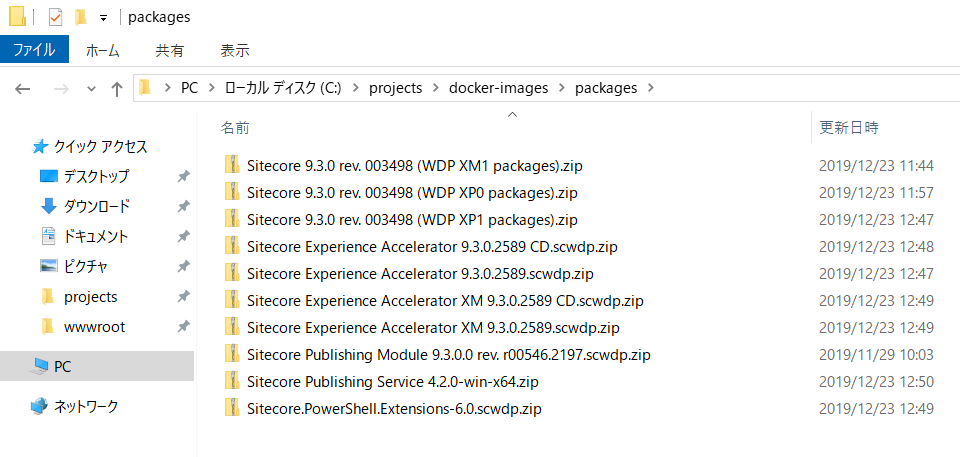 packages
ファイル ホーム 共有 表示
PC ローカル ディスク (C:) projects docker-images packages
クイック アクセス
デスクトップ
ダウンロード
ドキュメント
ピクチャ
projects
wwwroot
PC
ネットワーク
名前 更新日時
Sitecore 9.3.0 rev. 003498 (WDP XM1 packages).zip 2019/12/23 11:44
Sitecore 9.3.0 rev. 003498 (WDP XP0 packages).zip 2019/12/23 11:57
Sitecore 9.3.0 rev. 003498 (WDP XP1 packages).zip 2019/12/23 12:47
Sitecore Experience Accelerator 9.3.0.2589 CD.scwdp.zip 2019/12/23 12:48
Sitecore Experience Accelerator 9.3.0.2589.scwdp.zip 2019/12/23 12:47
Sitecore Experience Accelerator XM 9.3.0.2589 CD.scwdp.zip 2019/12/23 12:49
Sitecore Experience Accelerator XM 9.3.0.2589.scwdp.zip 2019/12/23 12:49
Sitecore Publishing Module 9.3.0.0 rev. r00546.2197.scwdp.zip 2019/11/29 10:03
Sitecore Publishing Service 4.2.0-win-x64.zip 2019/12/23 12:50
Sitecore.PowerShell.Extensions-6.0.scwdp.zip 2019/12/23 12:49